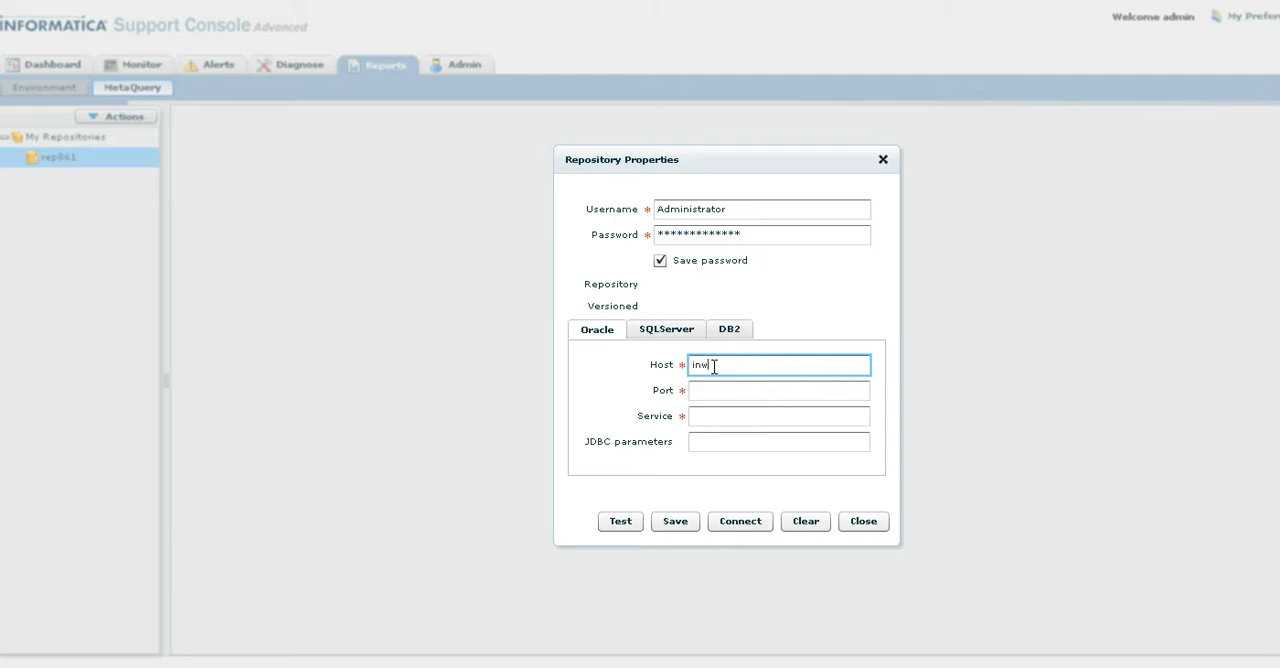 INFORMATICA Support Console Advanced
Welcome admin My Prefer
Dashboard Monitor Alerts Diagnose Reports Admin
Environment MetaQuery
Actions
My Repositories
rep861
Repository Properties
Username * Administrator
Password * *************
Save password
Repository
Versioned
Oracle SQLServer DB2
Host * inw
Port *
Service *
JDBC parameters
Test Save Connect Clear Close